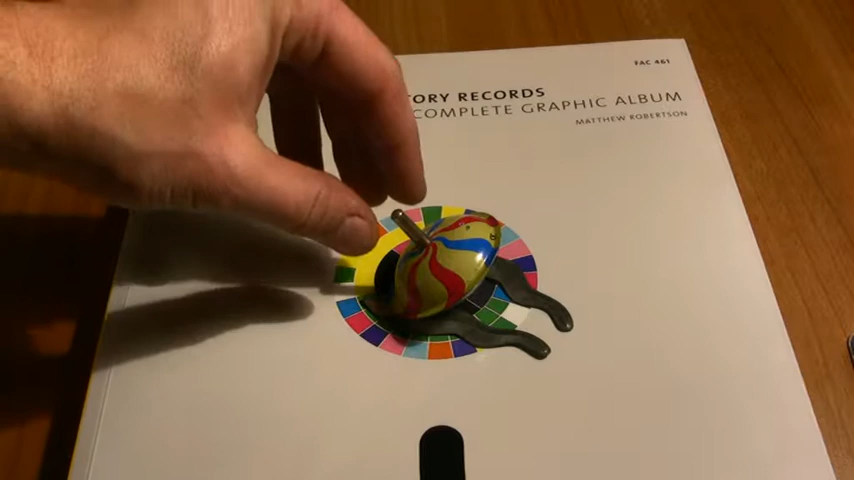 FAC 461
TORY RECORDS
COMPLETE GRAPHIC ALBUM
MATTHEW ROBERTSON